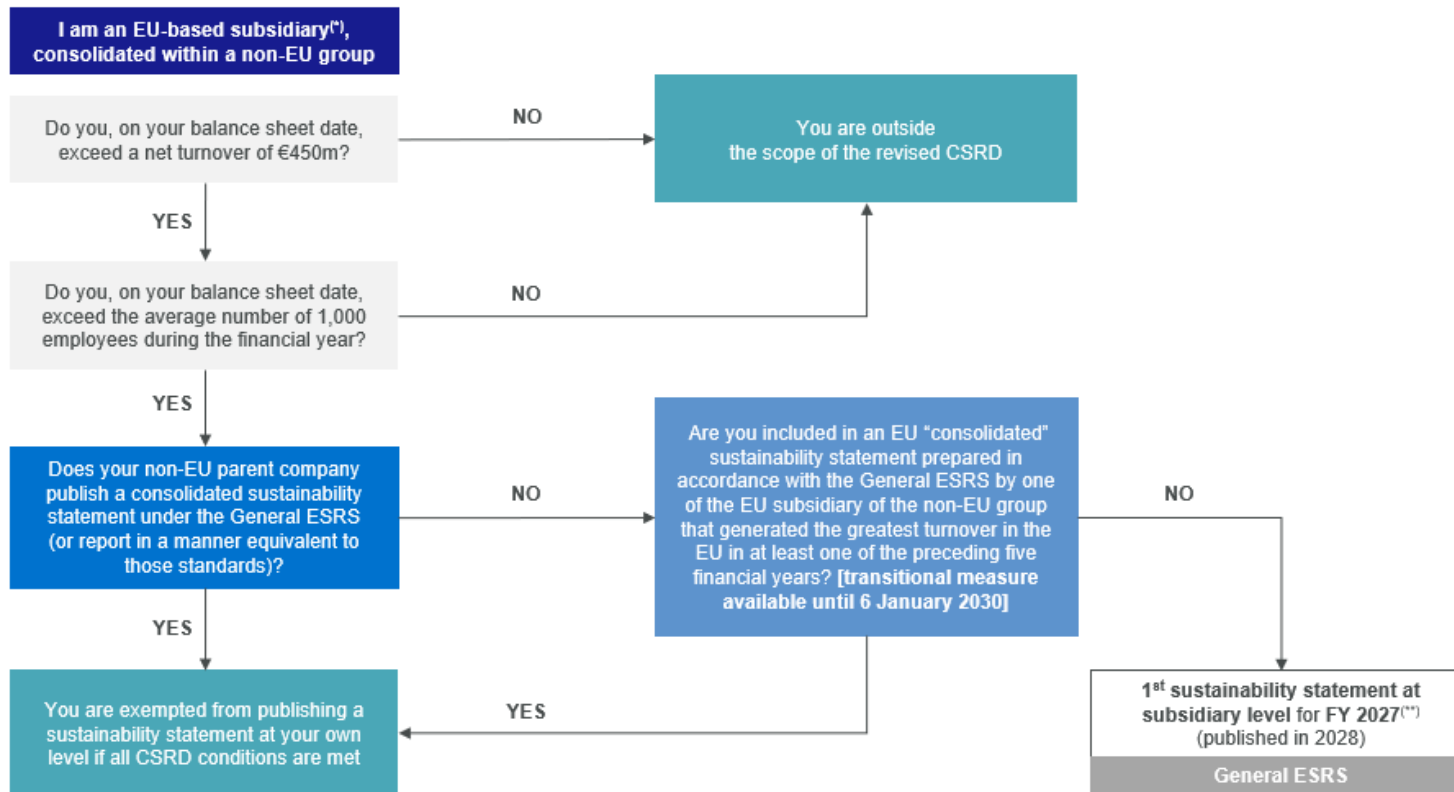 I am an EU-based subsidiary(*),
consolidated within a non-EU group
Do you, on your balance sheet date,
exceed a net turnover of €450m?
NO
You are outside
the scope of the revised CSRD
YES
Do you, on your balance sheet date,
exceed the average number of 1,000
employees during the financial year?
NO
YES
Does your non-EU parent company
publish a consolidated sustainability
statement under the General ESRS
(or report in a manner equivalent to
those standards)?
NO
Are you included in an EU “consolidated”
sustainability statement prepared in
accordance with the General ESRS by one
of the EU subsidiary of the non-EU group
that generated the greatest turnover in the
EU in at least one of the preceding five
financial years? [transitional measure
available until 6 January 2030]
NO
YES
You are exempted from publishing a
sustainability statement at your own
level if all CSRD conditions are met
YES
1st sustainability statement at
subsidiary level for FY 2027(**)
(published in 2028)
General ESRS